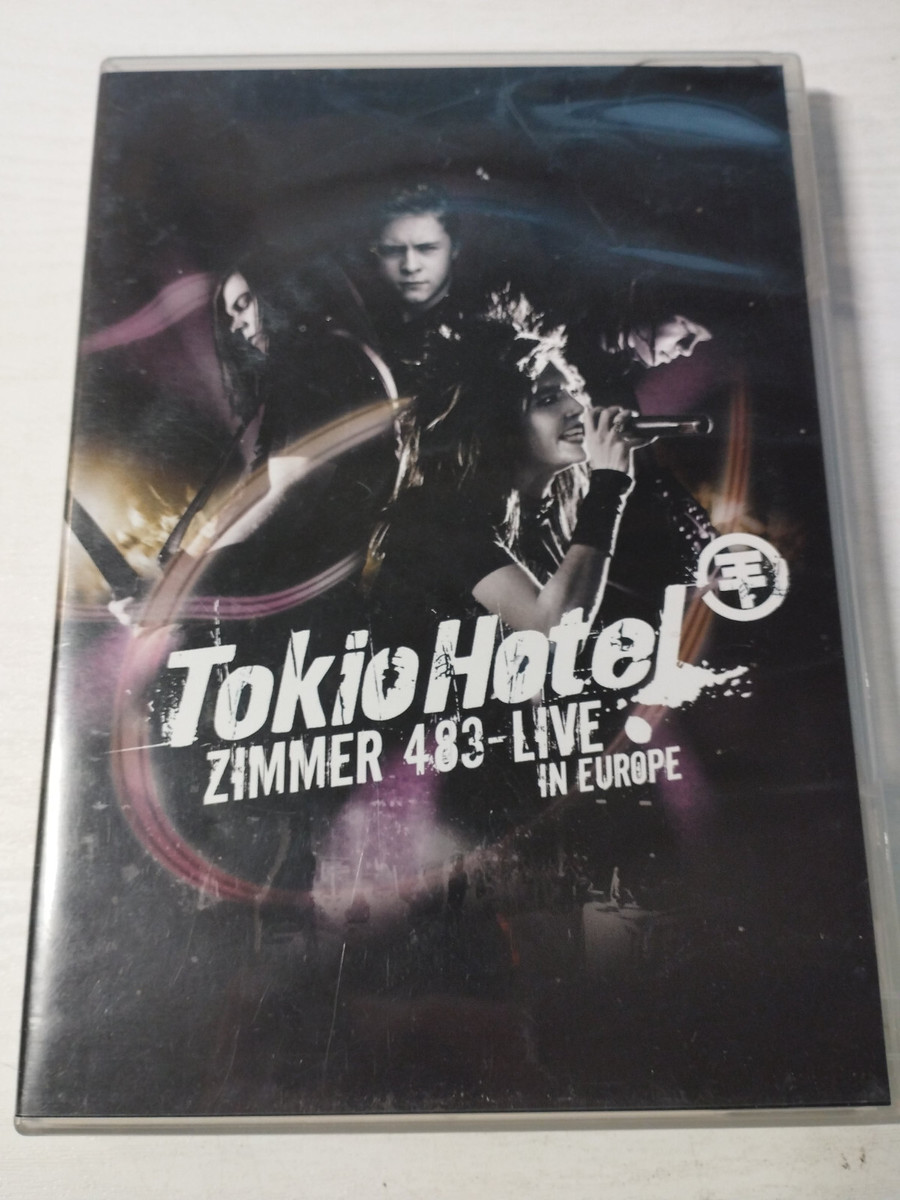 Tokio Hotel
ZIMMER 483-LIVE
IN EUROPE